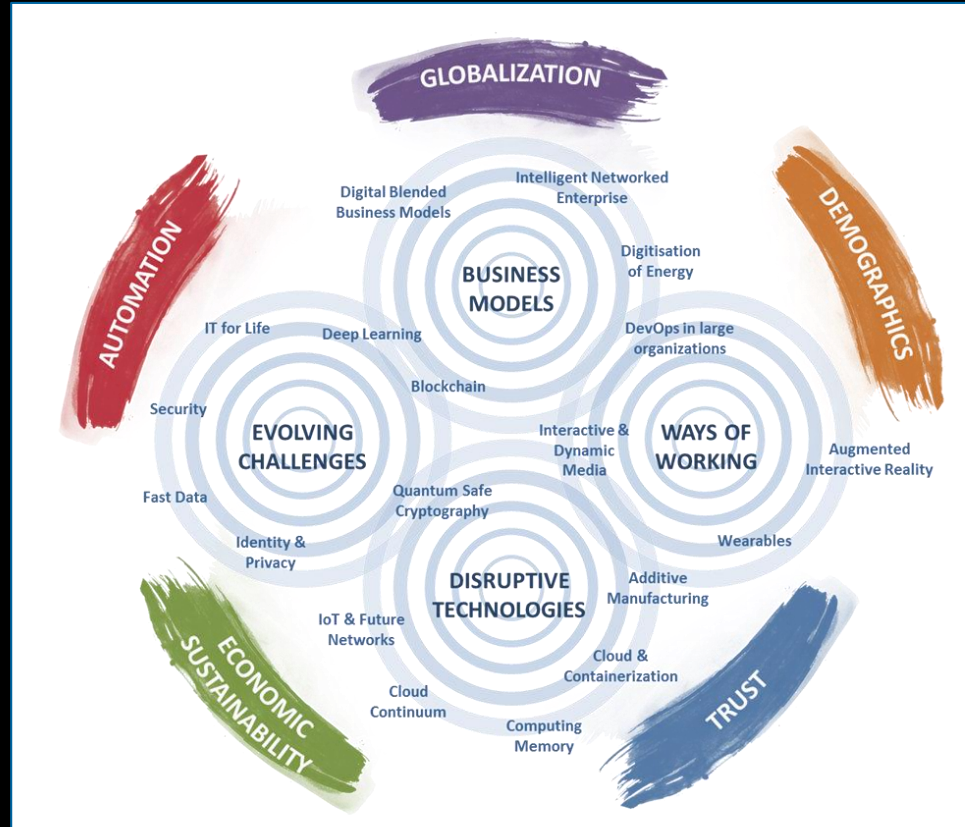 GLOBALIZATION
Digital Blended
Business Models
Intelligent Networked
Enterprise
DEMOGRAPHICS
AUTOMATION
Digitisation
of Energy
BUSINESS
MODELS
IT for Life
Deep Learning
DevOps in large
organizations
Blockchain
Security
EVOLVING
CHALLENGES
Interactive &
Dynamic
Media
WAYS OF
WORKING
Augmented
Interactive Reality
Fast Data
Quantum Safe
Cryptography
Identity &
Privacy
Wearables
DISRUPTIVE
TECHNOLOGIES
Additive
Manufacturing
IoT & Future
Networks
ECONOMIC
SUSTAINABILITY
Cloud &
Containerization
TRUST
Cloud
Continuum
Computing
Memory